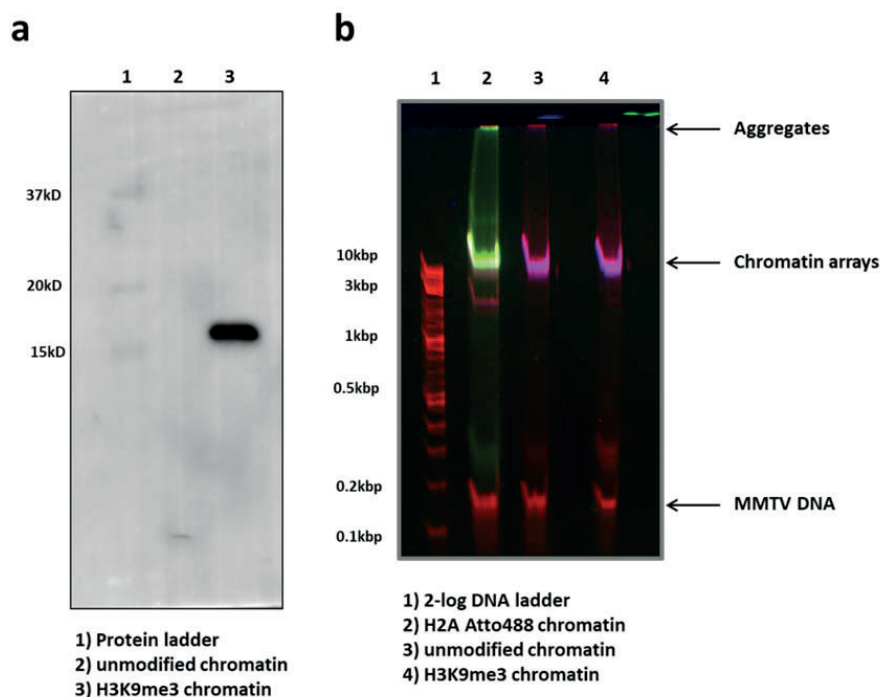 a
1 2 3
37kD
20kD
15kD
1) Protein ladder
2) unmodified chromatin
3) H3K9me3 chromatin
b
1 2 3 4
Aggregates
10kbp
Chromatin arrays
3kbp
1kbp
0.5kbp
0.2kbp
MMTV DNA
0.1kbp
1) 2-log DNA ladder
2) H2A Atto488 chromatin
3) unmodified chromatin
4) H3K9me3 chromatin